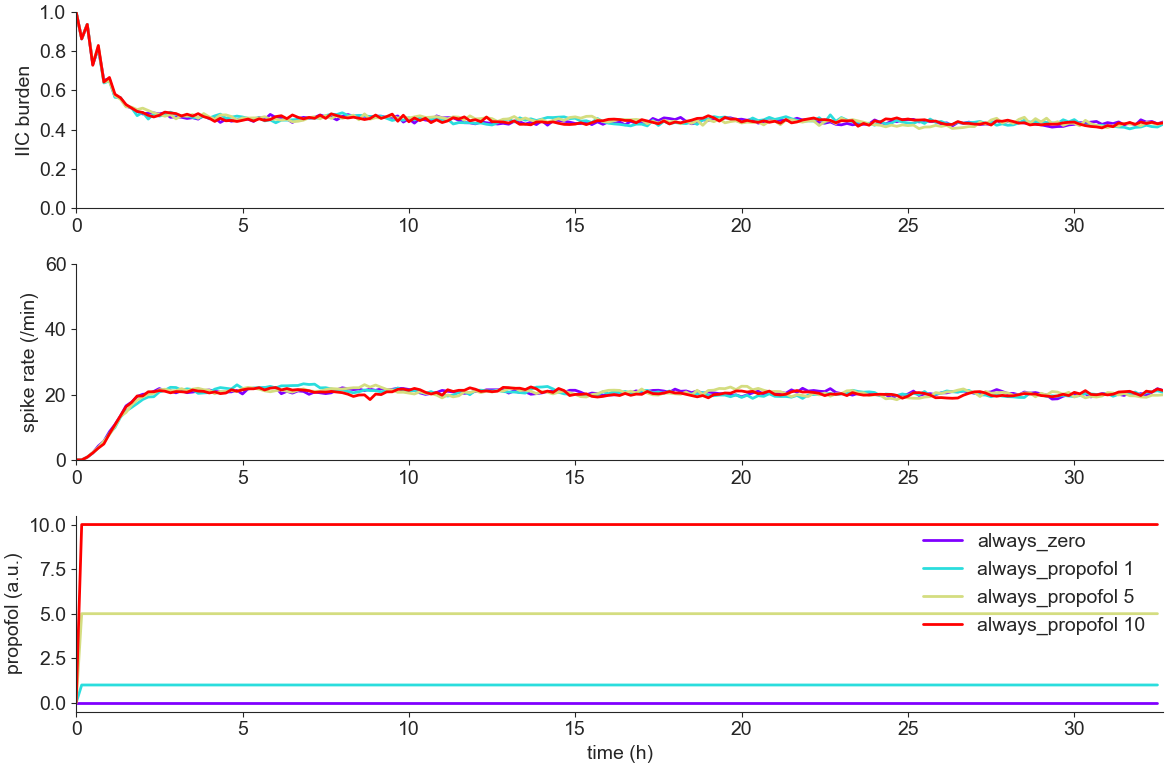 IIC burden
1.0
0.8
0.6
0.4
0.2
0.0
0 5 10 15 20 25 30
spike rate (/min)
60
40
20
0
0 5 10 15 20 25 30
propofol (a.u.)
10.0
7.5
5.0
2.5
0.0
always_zero
always_propofol 1
always_propofol 5
always_propofol 10
0 5 10 15 20 25 30
time (h)